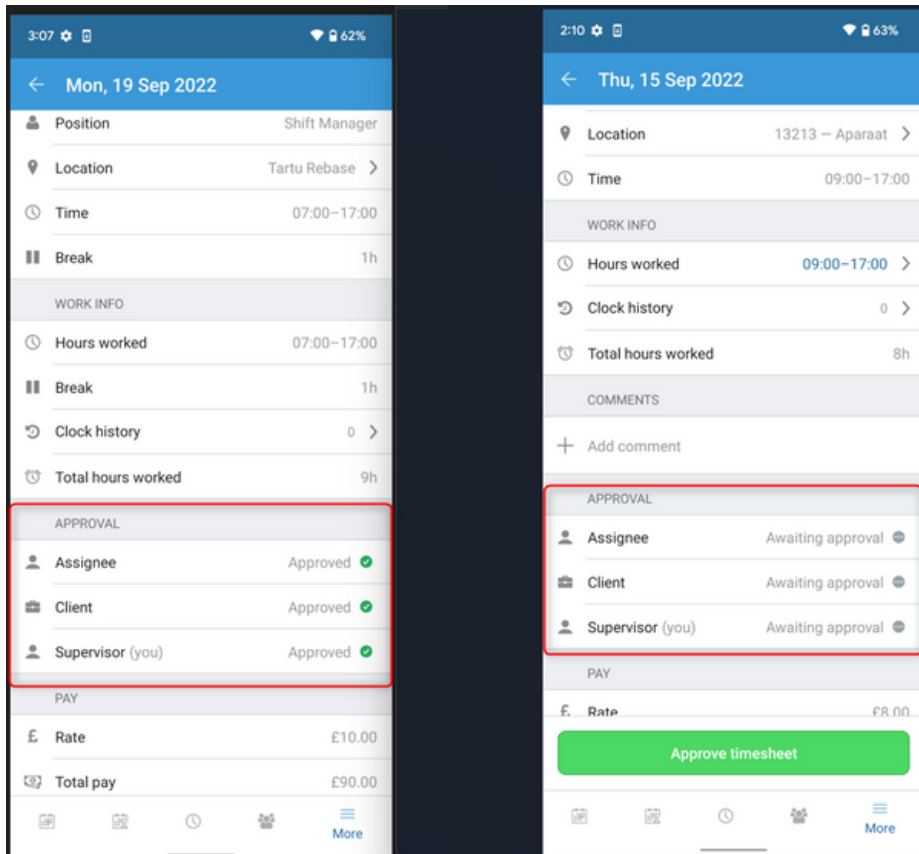 3:07 62%
Mon, 19 Sep 2022
Position Shift Manager
Location Tartu Rebase
Time 07:00–17:00
Break 1h
WORK INFO
Hours worked 07:00–17:00
Break 1h
Clock history 0
Total hours worked 9h
APPROVAL
Assignee Approved
Client Approved
Supervisor (you) Approved
PAY
£ Rate £10.00
Total pay £90.00
More
2:10 63%
Thu, 15 Sep 2022
Location 13213 — Aparaat
Time 09:00–17:00
WORK INFO
Hours worked 09:00–17:00
Clock history 0
Total hours worked 8h
COMMENTS
Add comment
APPROVAL
Assignee Awaiting approval
Client Awaiting approval
Supervisor (you) Awaiting approval
PAY
£ Rate £8.00
Approve timesheet
More